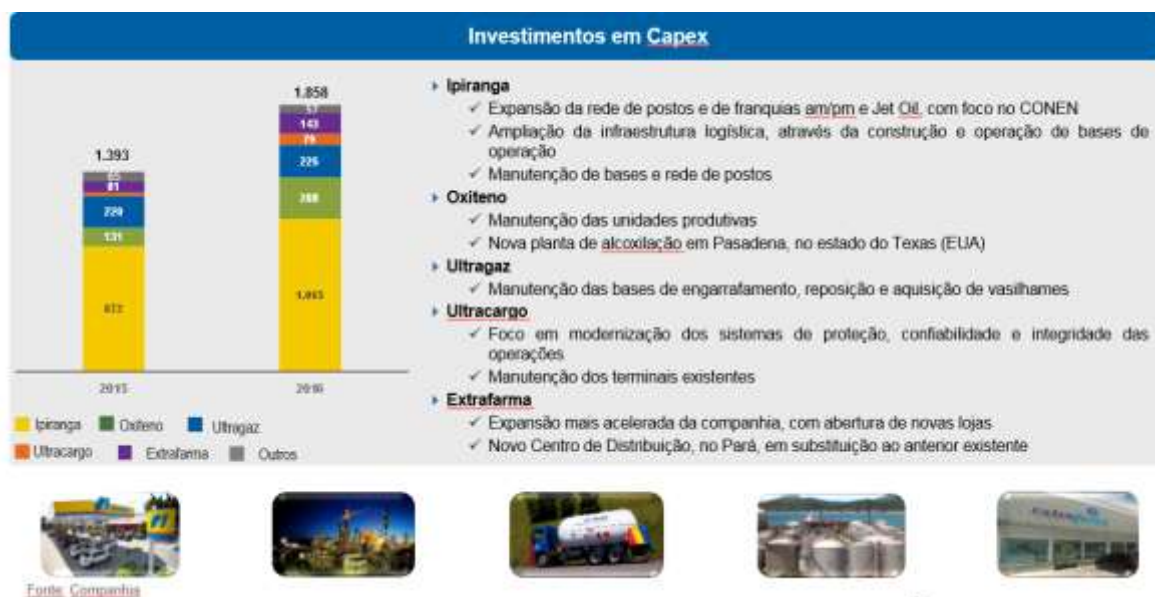 Investimentos em Capex
1.858
143
79
226
288
1.393
81
220
131
2015
2016
Ipiranga
Oxiteno
Ultragaz
Ultracargo
Extrafarma
Outros
Ipiranga
✓ Expansão da rede de postos e de franquias am/pm e Jet Oil, com foco no CONEN
✓ Ampliação da infraestrutura logística, através da construção e operação de bases de
operação
✓ Manutenção de bases e rede de postos
Oxiteno
✓ Manutenção das unidades produtivas
✓ Nova planta de alcoxilação em Pasadena, no estado do Texas (EUA)
Ultragaz
✓ Manutenção das bases de engarrafamento, reposição e aquisição de vasilhames
Ultracargo
✓ Foco em modernização dos sistemas de proteção, confiabilidade e integridade das
operações
✓ Manutenção dos terminais existentes
Extrafarma
✓ Expansão mais acelerada da companhia, com abertura de novas lojas
✓ Novo Centro de Distribuição, no Pará, em substituição ao anterior existente
Fonte: Companhia